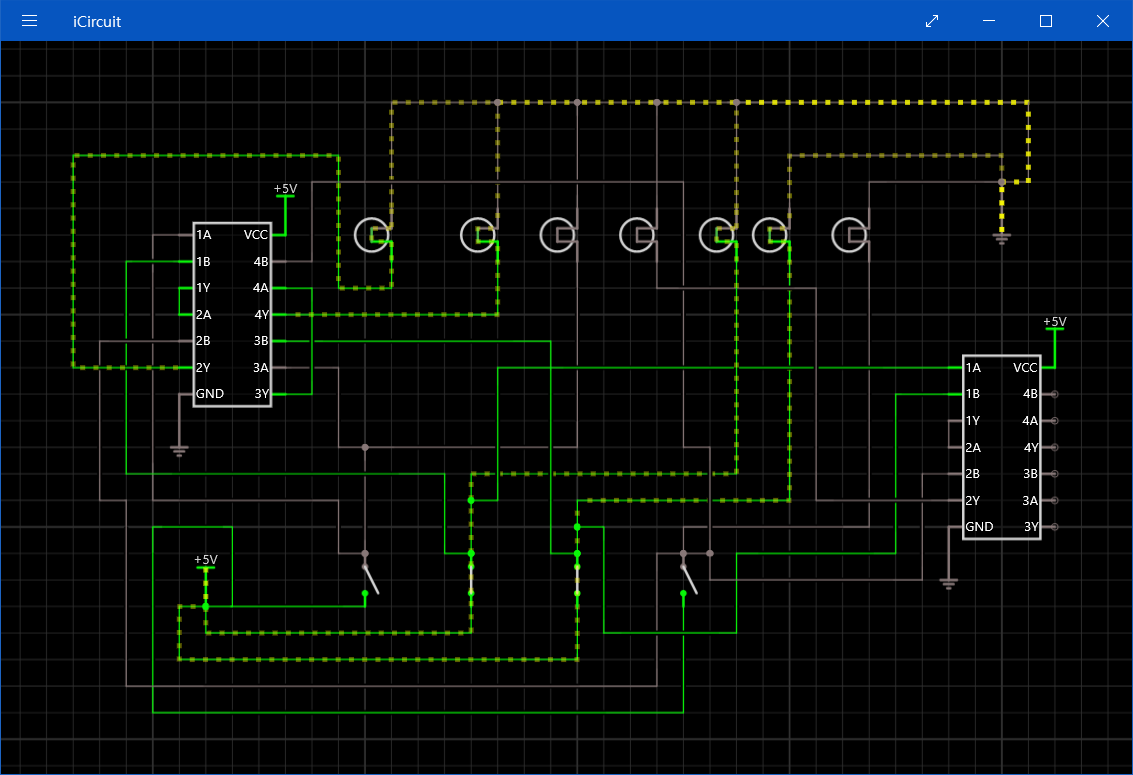 iCircuit
+5V
1A VCC
1B 4B
1Y 4A
2A 4Y
2B 3B
2Y 3A
GND 3Y
+5V
1A VCC
1B 4B
1Y 4A
2A 4Y
2B 3B
2Y 3A
GND 3Y
+5V